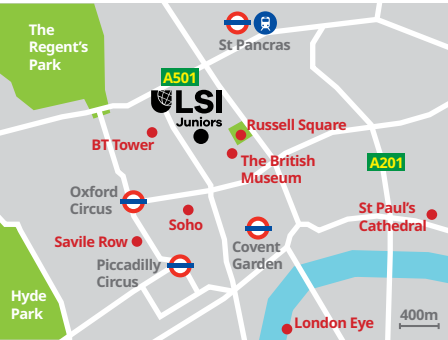 The
Regent's
Park
St Pancras
A501
ULSI
Juniors
Russell Square
BT Tower
The British
Museum
A201
Oxford
Circus
Soho
St Paul's
Cathedral
Savile Row
Covent
Garden
Piccadilly
Circus
Hyde
Park
London Eye
400m